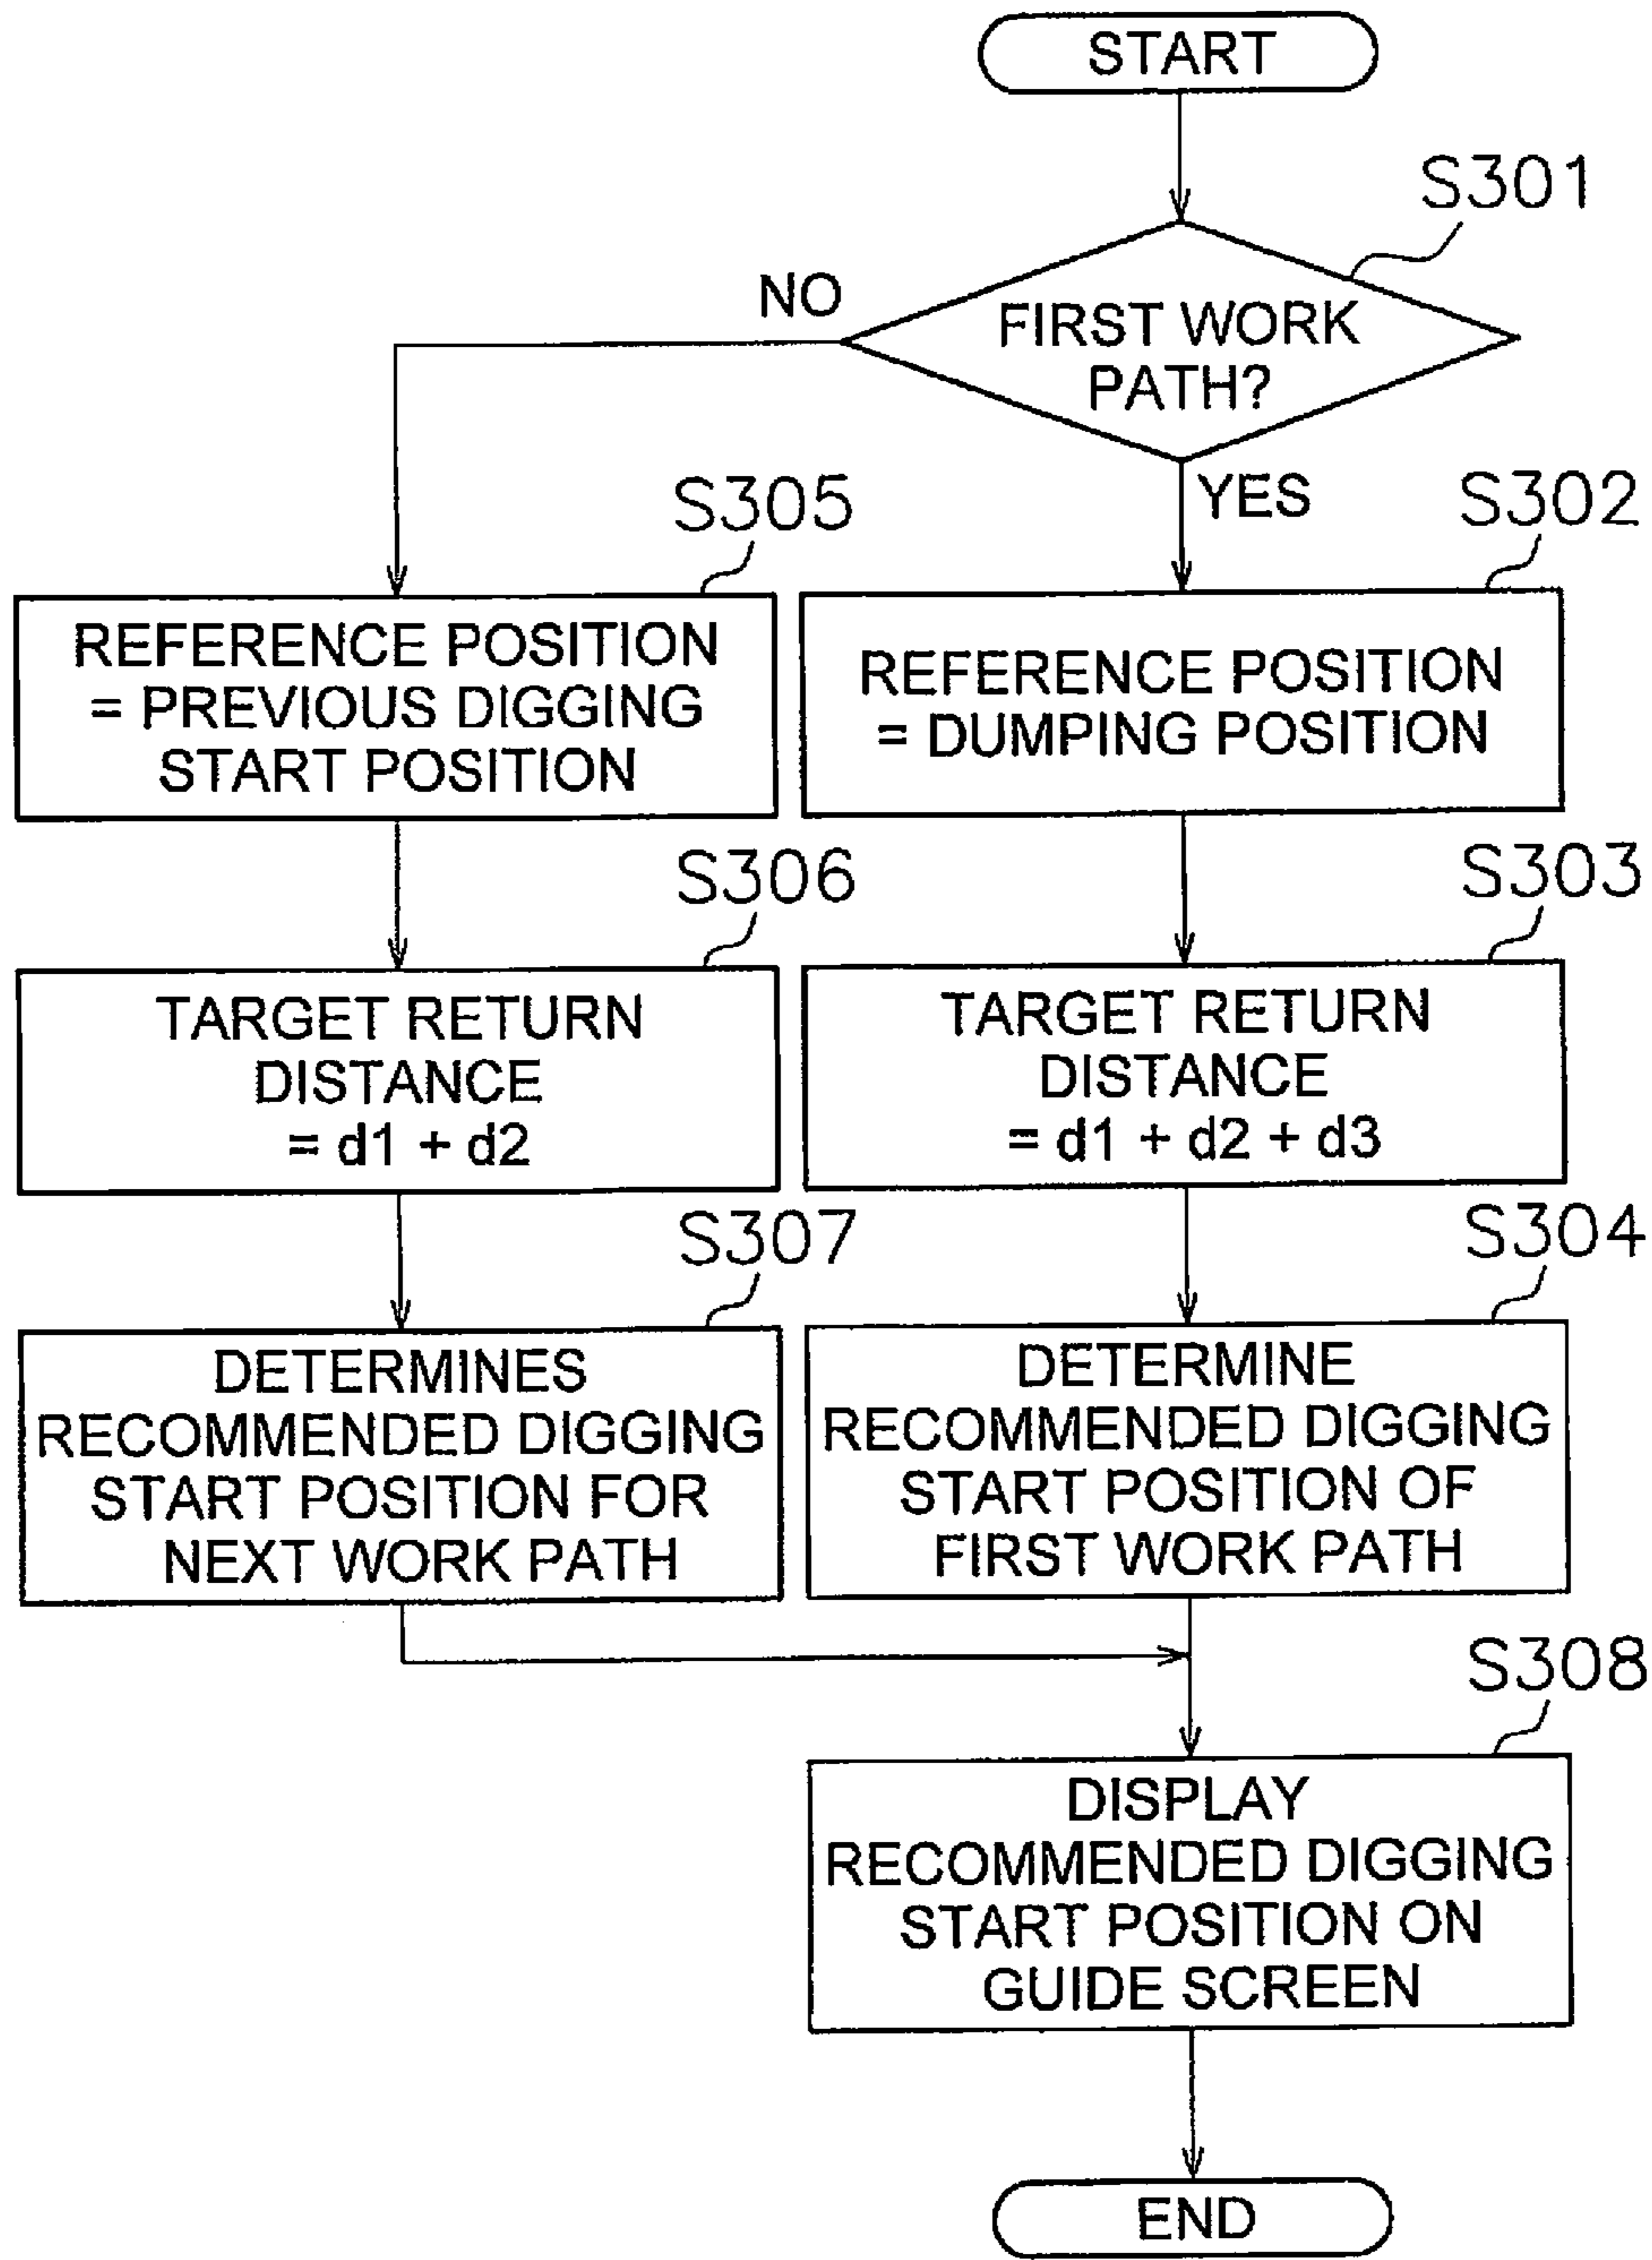 START
S301
NO
FIRST WORK
PATH?
YES
S305
S302
REFERENCE POSITION
= PREVIOUS DIGGING
START POSITION
REFERENCE POSITION
= DUMPING POSITION
S306
S303
TARGET RETURN
DISTANCE
= d1 + d2
TARGET RETURN
DISTANCE
= d1 + d2 + d3
S307
S304
DETERMINES
RECOMMENDED DIGGING
START POSITION FOR
NEXT WORK PATH
DETERMINE
RECOMMENDED DIGGING
START POSITION OF
FIRST WORK PATH
S308
DISPLAY
RECOMMENDED DIGGING
START POSITION ON
GUIDE SCREEN
END